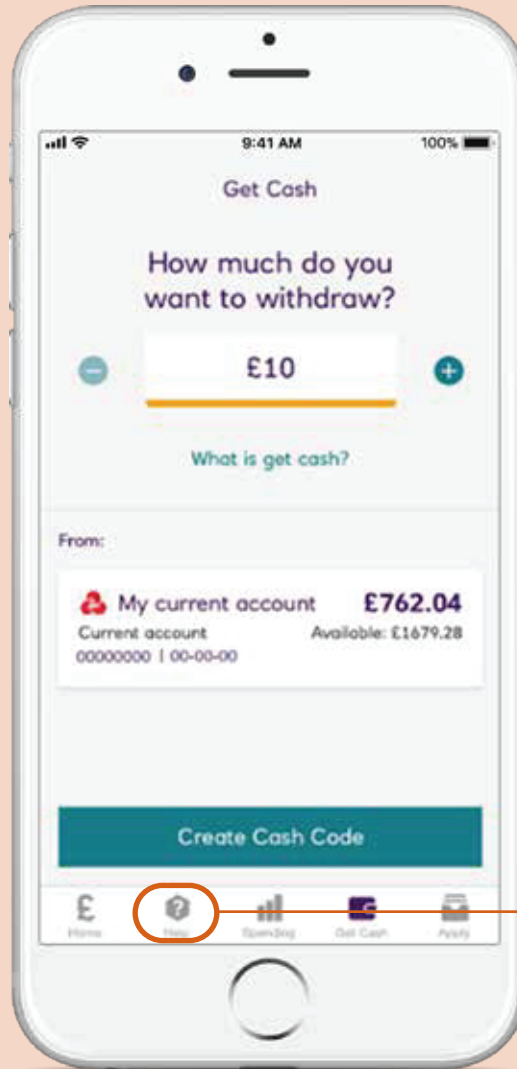 9:41 AM
100%
Get Cash
How much do you
want to withdraw?
£10
What is get cash?
From:
My current account £762.04
Current account Available: £1679.28
00000000 | 00-00-00
Create Cash Code
£
Home Help Spending Get Cash Apply